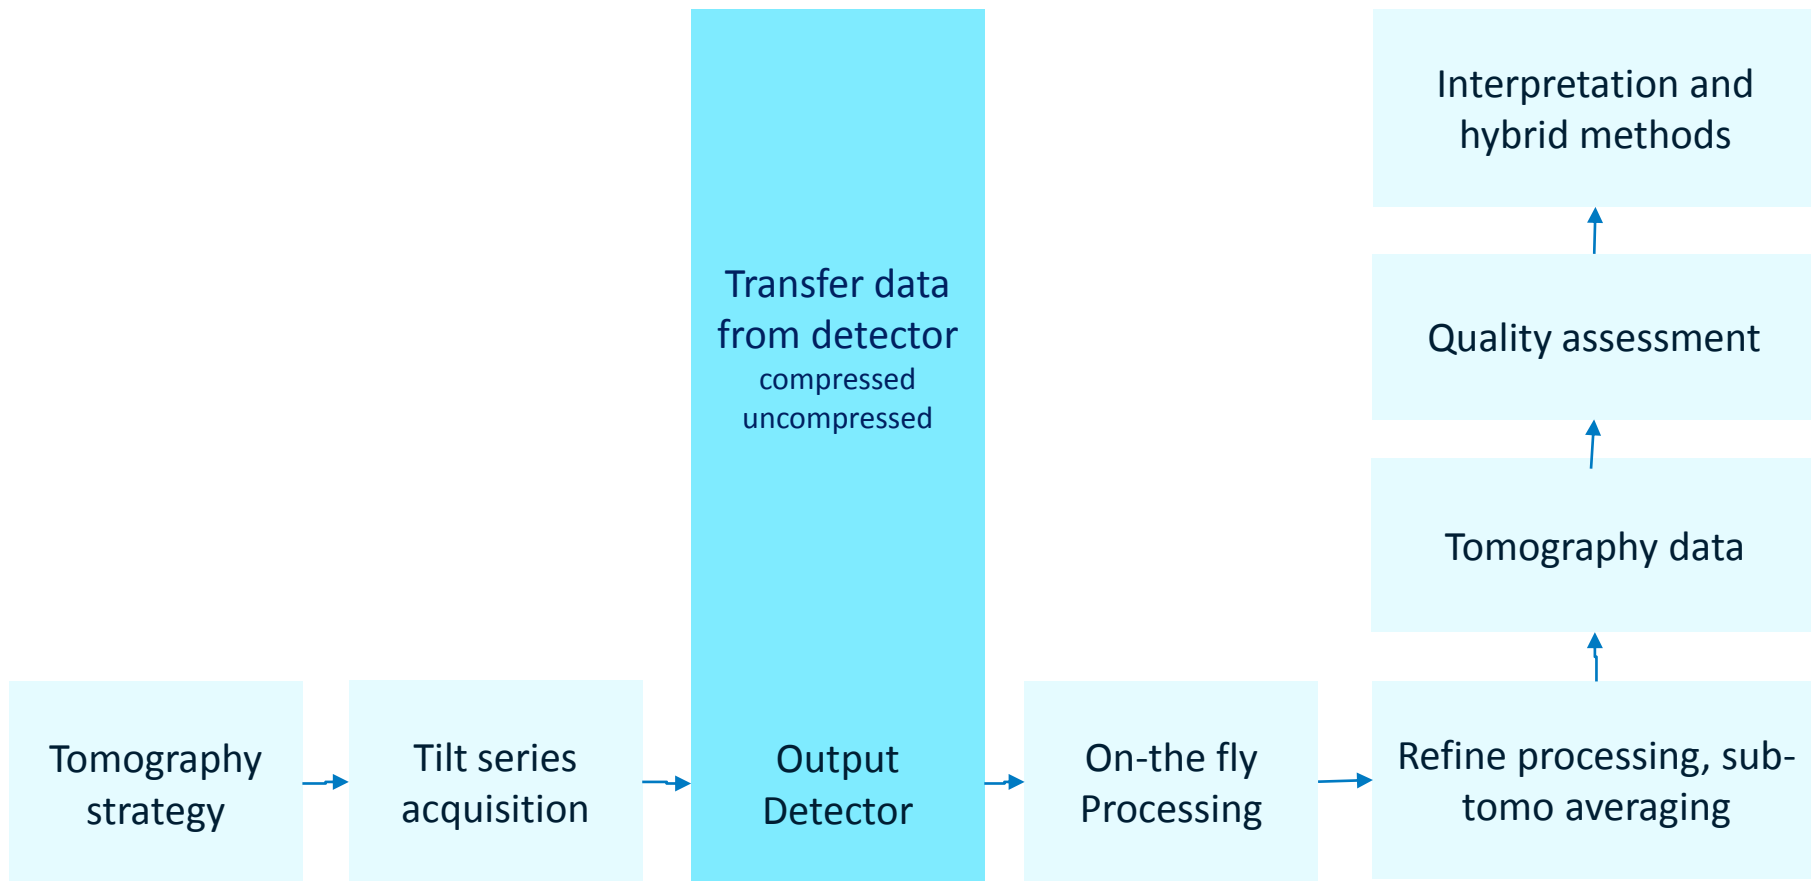 Tomography
strategy
Tilt series
acquisition
Transfer data
from detector
compressed
uncompressed
Output
Detector
On-the fly
Processing
Refine processing, sub-
tomo averaging
Tomography data
Quality assessment
Interpretation and
hybrid methods